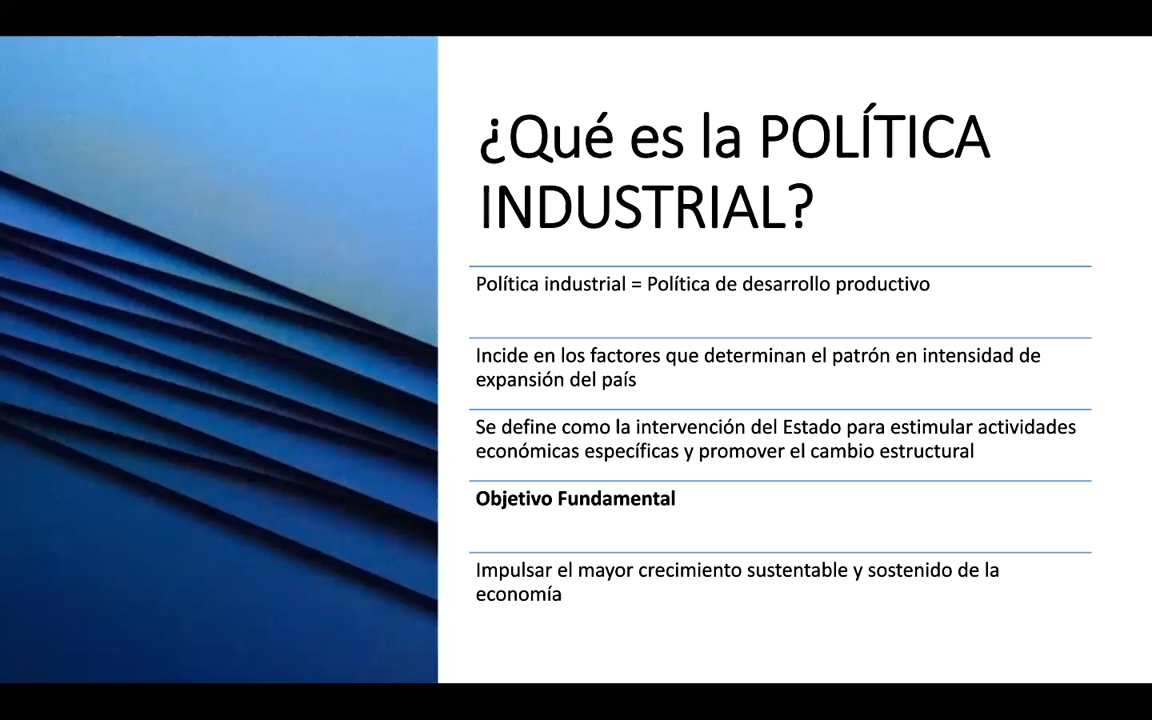 ¿Qué es la POLÍTICA
INDUSTRIAL?
Política industrial = Política de desarrollo productivo
Incide en los factores que determinan el patrón en intensidad de
expansión del país
Se define como la intervención del Estado para estimular actividades
económicas específicas y promover el cambio estructural
Objetivo Fundamental
Impulsar el mayor crecimiento sustentable y sostenido de la
economía